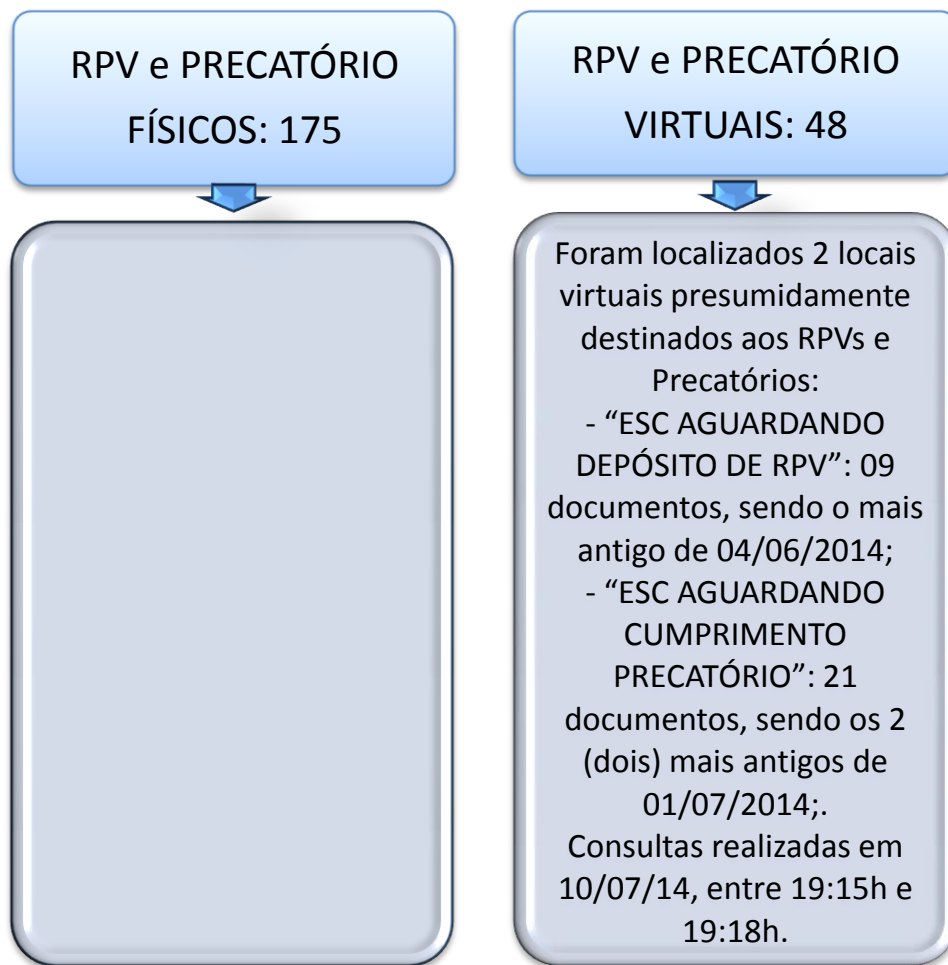 RPV e PRECATÓRIO
FÍSICOS: 175
RPV e PRECATÓRIO
VIRTUAIS: 48
Foram localizados 2 locais
virtuais presumidamente
destinados aos RPVs e
Precatórios:
- “ESC AGUARDANDO
DEPÓSITO DE RPV”: 09
documentos, sendo o mais
antigo de 04/06/2014;
- “ESC AGUARDANDO
CUMPRIMENTO
PRECATÓRIO”: 21
documentos, sendo os 2
(dois) mais antigos de
01/07/2014;.
Consultas realizadas em
10/07/14, entre 19:15h e
19:18h.